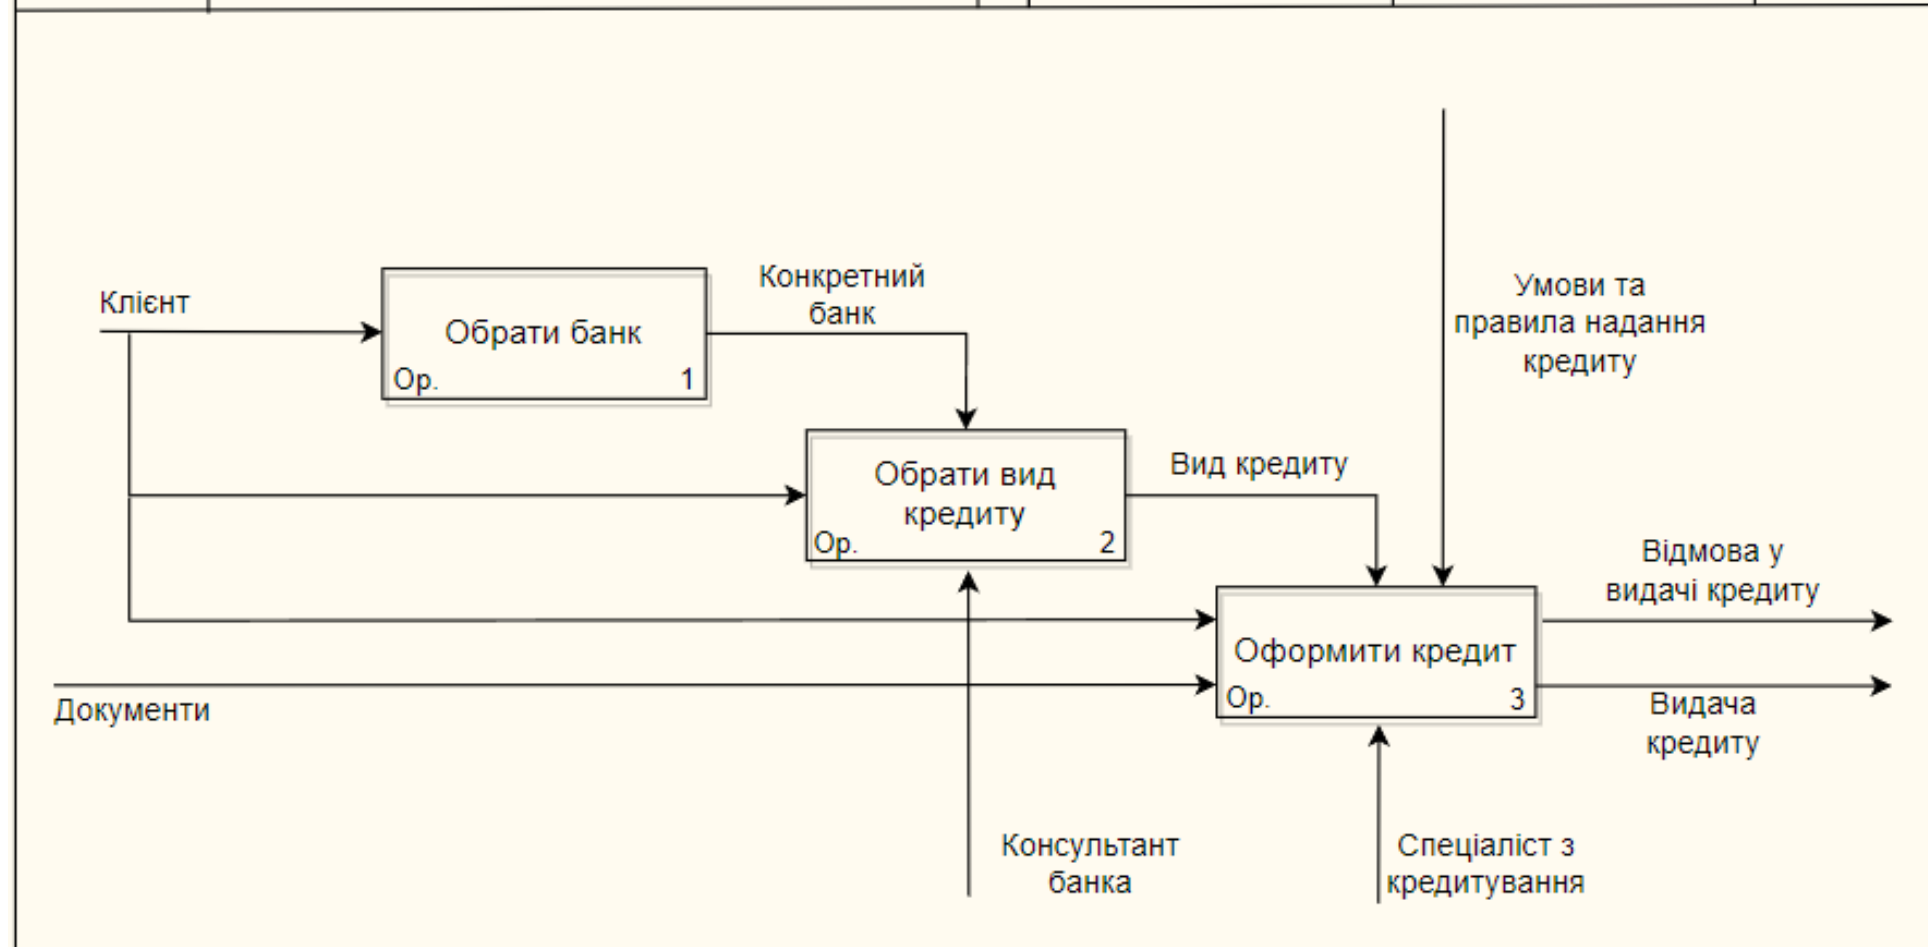 Клієнт
Обрати банк
Ор. 1
Конкретний
банк
Умови та
правила надання
кредиту
Обрати вид
кредиту
Ор. 2
Вид кредиту
Відмова у
видачі кредиту
Оформити кредит
Ор. 3
Документи
Видача
кредиту
Консультант
банка
Спеціаліст з
кредитування